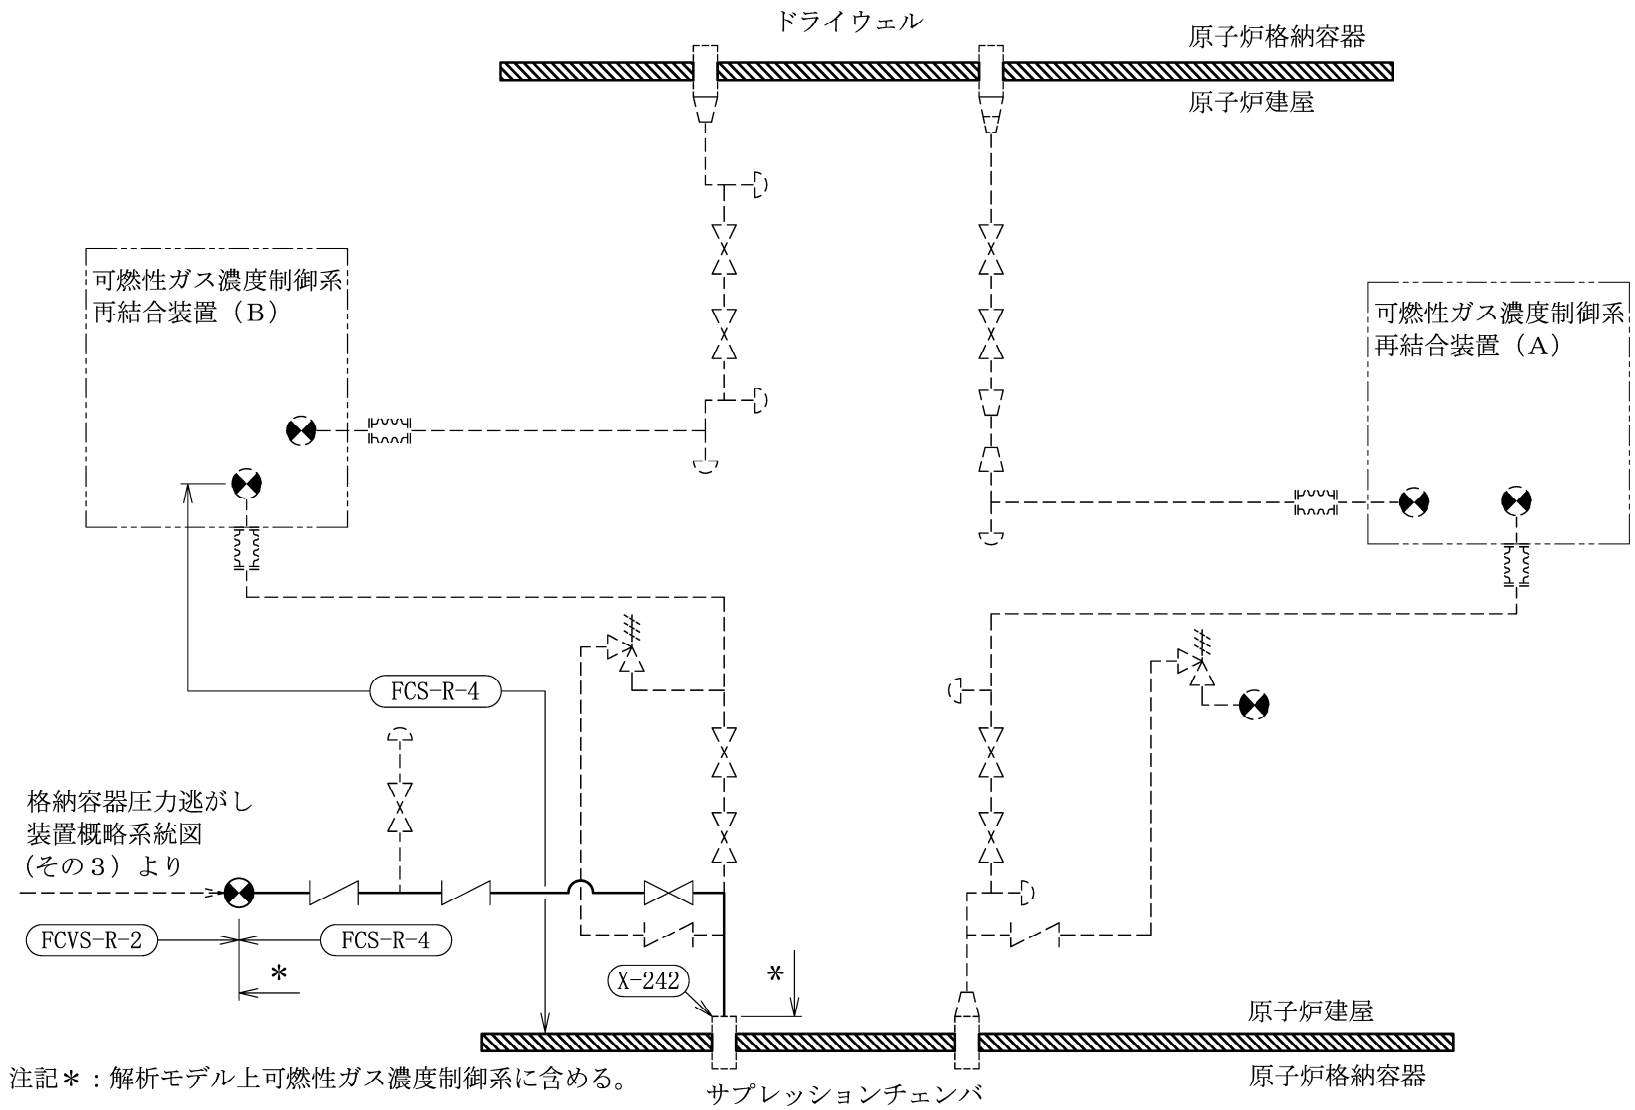 ドライウェル
原子炉格納容器
原子炉建屋
可燃性ガス濃度制御系
再結合装置（Ｂ）
可燃性ガス濃度制御系
再結合装置（Ａ）
FCS-R-4
格納容器圧力逃がし
装置概略系統図
（その３）より
FCVS-R-2
FCS-R-4
＊
X-242
＊
原子炉建屋
原子炉格納容器
サプレッションチェンバ
注記＊：解析モデル上可燃性ガス濃度制御系に含める。